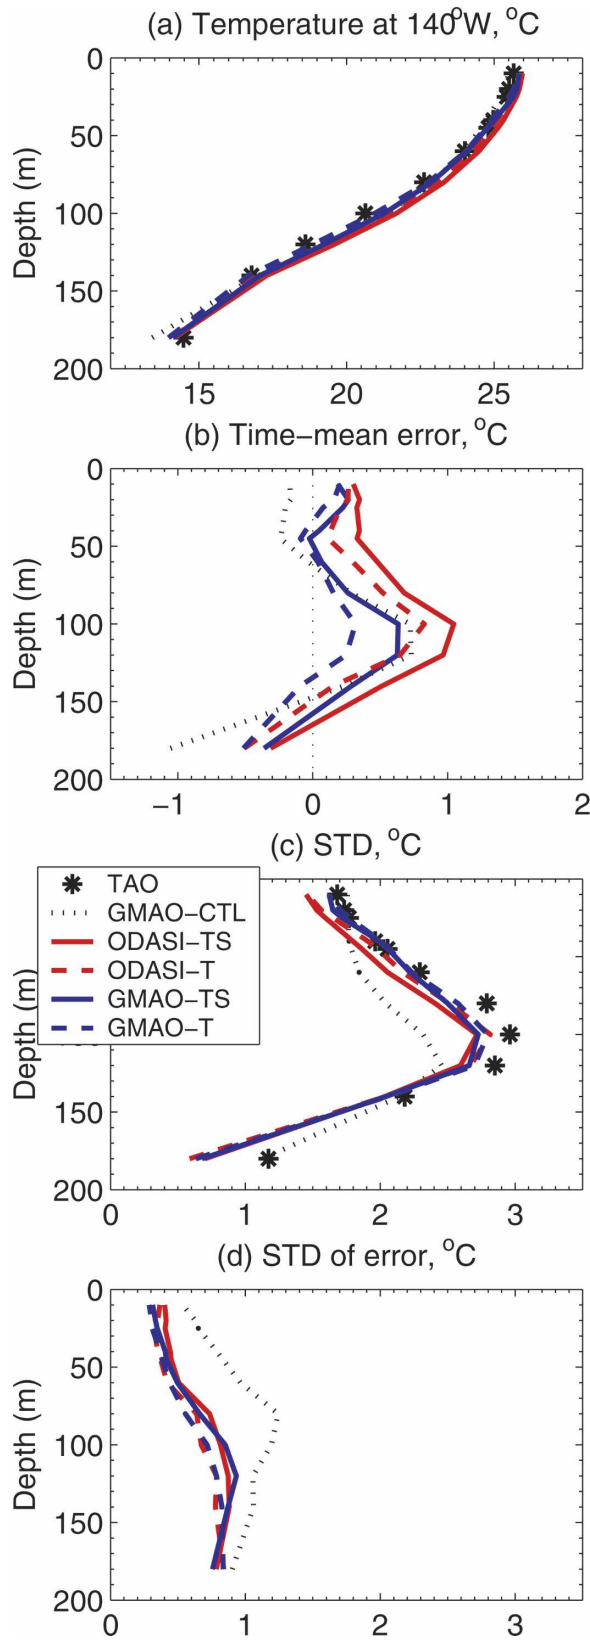 (a) Temperature at 140°W, °C
0
50
100
150
200
Depth (m)
15 20 25
(b) Time−mean error, °C
0
50
100
150
200
Depth (m)
−1 0 1 2
(c) STD, °C
TAO
GMAO−CTL
ODASI−TS
ODASI−T
GMAO−TS
GMAO−T
Depth (m)
150
200
0 1 2 3
(d) STD of error, °C
0
50
100
150
200
Depth (m)
0 1 2 3